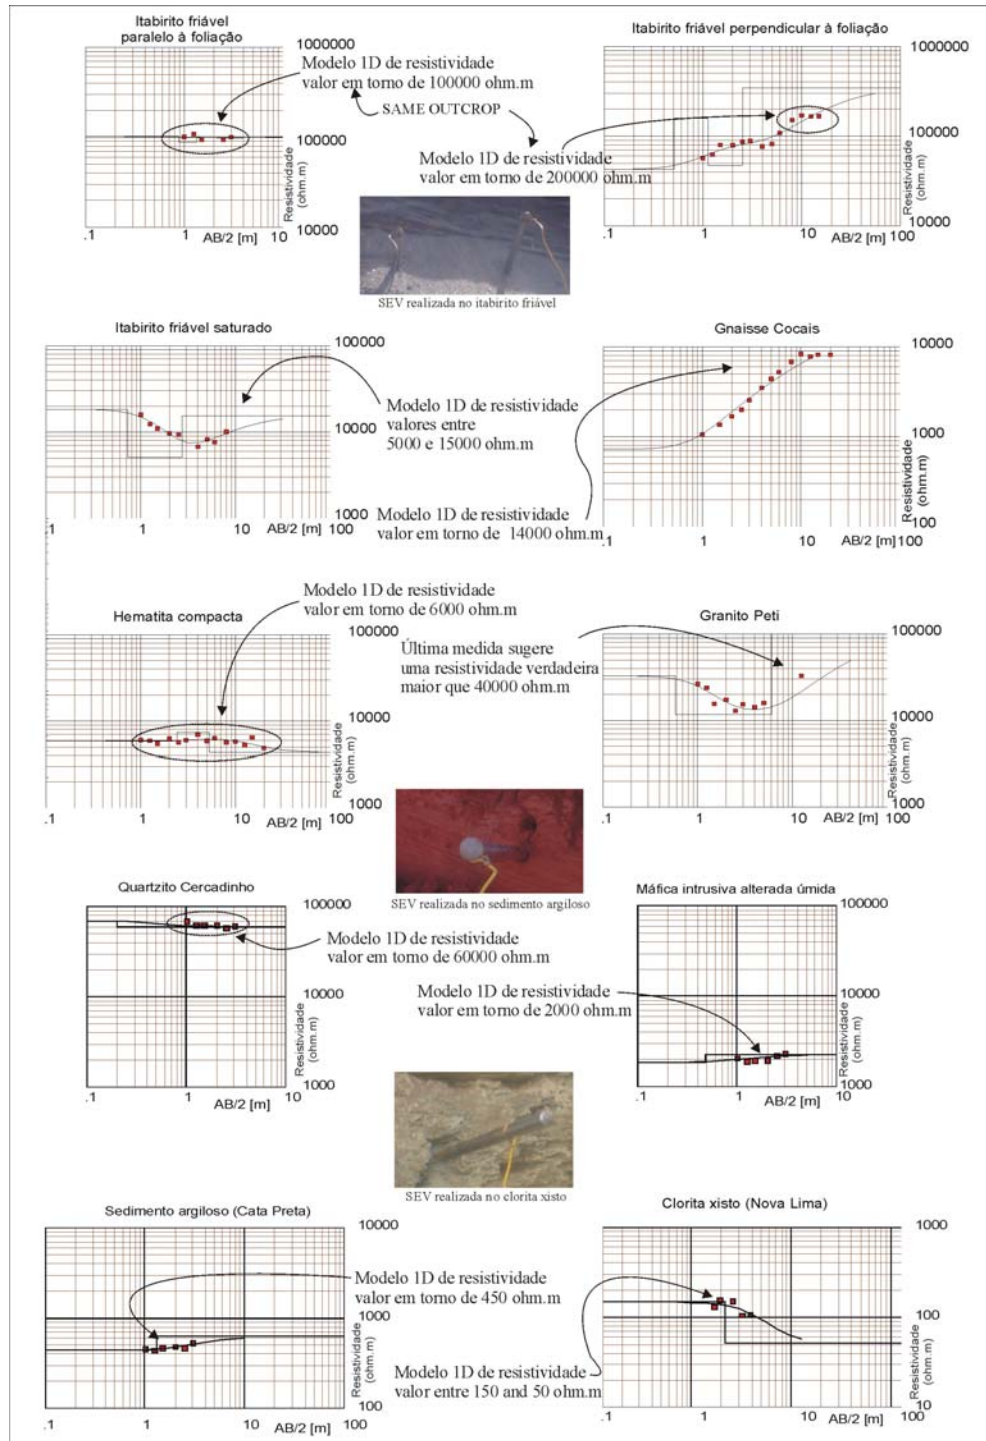 Itabirito friável
paralelo à foliação
1000000
100000
10000
Resistividade
(ohm.m)
.1
1
AB/2 [m]
10
Modelo 1D de resistividade
valor em torno de 100000 ohm.m
SAME OUTCROP
Itabirito friável perpendicular à foliação
1000000
100000
10000
Resistividade
(ohm.m)
.1
1
10
AB/2 [m]
100
Modelo 1D de resistividade
valor em torno de 200000 ohm.m
SEV realizada no itabirito friável
Itabirito friável saturado
100000
10000
1000
.1
1
10
AB/2 [m]
100
Modelo 1D de resistividade
valores entre
5000 e 15000 ohm.m
Gnaisse Cocais
10000
1000
100
Resistividade
(ohm.m)
.1
1
10
AB/2 [m]
100
Modelo 1D de resistividade
valor em torno de 14000 ohm.m
Hematita compacta
100000
10000
1000
Resistividade
(ohm.m)
.1
1
10
AB/2 [m]
100
Modelo 1D de resistividade
valor em torno de 6000 ohm.m
Granito Peti
100000
10000
1000
Resistividade
(ohm.m)
.1
1
10
AB/2 [m]
100
Última medida sugere
uma resistividade verdadeira
maior que 40000 ohm.m
SEV realizada no sedimento argiloso
Quartzito Cercadinho
100000
10000
1000
Resistividade
(ohm.m)
.1
1
AB/2 [m]
10
Modelo 1D de resistividade
valor em torno de 60000 ohm.m
Máfica intrusiva alterada úmida
100000
10000
1000
Resistividade
(ohm.m)
.1
1
AB/2 [m]
10
Modelo 1D de resistividade
valor em torno de 2000 ohm.m
SEV realizada no clorita xisto
Sedimento argiloso (Cata Preta)
10000
1000
100
Resistividade
(ohm.m)
.1
1
10
AB/2 [m]
100
Modelo 1D de resistividade
valor em torno de 450 ohm.m
Clorita xisto (Nova Lima)
1000
100
10
Resistividade
(ohm.m)
.1
1
10
AB/2 [m]
100
Modelo 1D de resistividade
valor entre 150 and 50 ohm.m